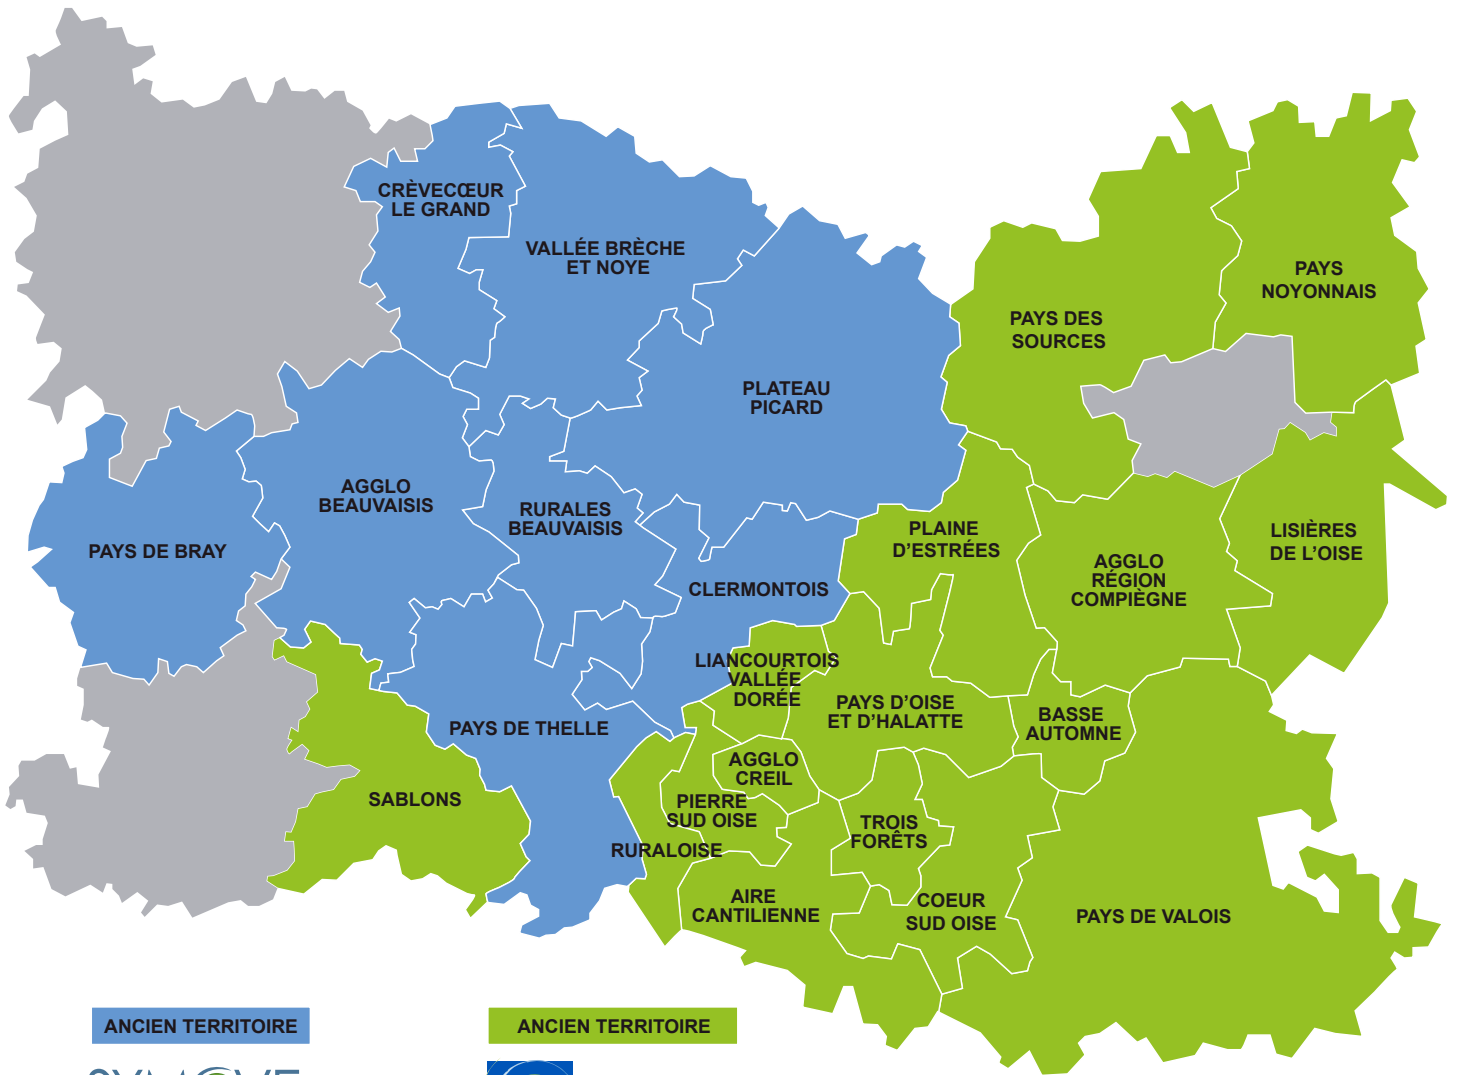 CRÈVECŒUR
LE GRAND
VALLÉE BRÈCHE
ET NOYE
PAYS
NOYONNAIS
PAYS DES
SOURCES
PLATEAU
PICARD
AGGLO
BEAUVAISIS
RURALES
BEAUVAISIS
PAYS DE BRAY
PLAINE
D'ESTRÉES
LISIÈRES
DE L'OISE
AGGLO
RÉGION
COMPIÈGNE
CLERMONTOIS
LIANCOURTOIS
VALLÉE
DORÉE
PAYS D'OISE
ET D'HALATTE
BASSE
AUTOMNE
PAYS DE THELLE
AGGLO
CREIL
SABLONS
PIERRE
SUD OISE
TROIS
FORÊTS
RURALOISE
AIRE
CANTILIENNE
COEUR
SUD OISE
PAYS DE VALOIS
ANCIEN TERRITOIRE
ANCIEN TERRITOIRE